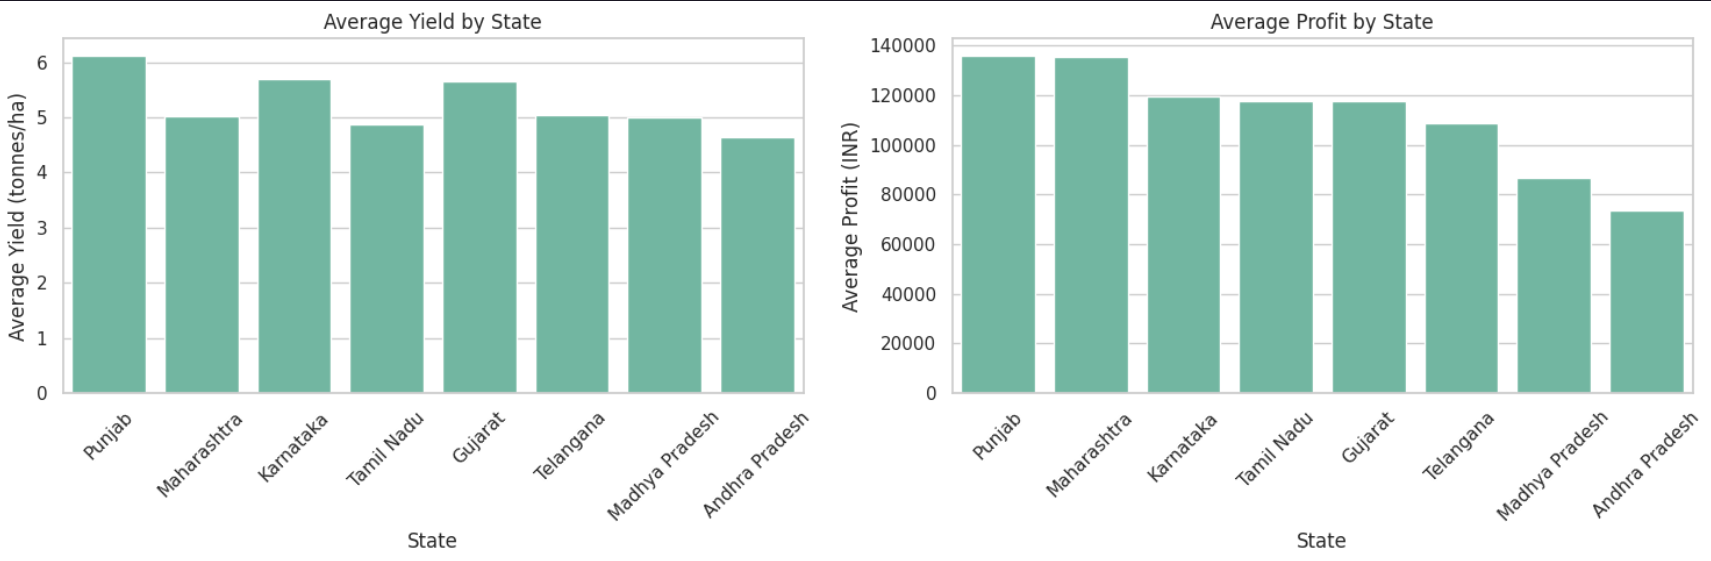 Average Yield by State
Average Yield (tonnes/ha)
6
5
4
3
2
1
0
Punjab
Maharashtra
Karnataka
Tamil Nadu
Gujarat
Telangana
Madhya Pradesh
Andhra Pradesh
State
Average Profit by State
Average Profit (INR)
140000
120000
100000
80000
60000
40000
20000
0
Punjab
Maharashtra
Karnataka
Tamil Nadu
Gujarat
Telangana
Madhya Pradesh
Andhra Pradesh
State